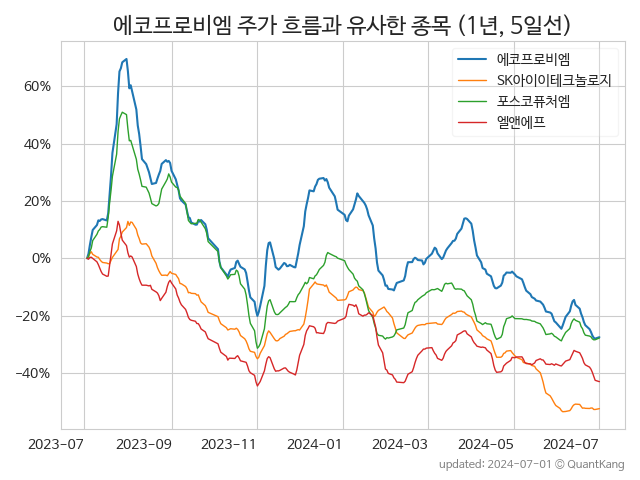 에코프로비엠 주가 흐름과 유사한 종목 (1년, 5일선)
에코프로비엠
SK아이이테크놀로지
포스코퓨처엠
엘앤에프
60%
40%
20%
0%
−20%
−40%
2023-07 2023-09 2023-11 2024-01 2024-03 2024-05 2024-07
updated: 2024-07-01 © QuantKang